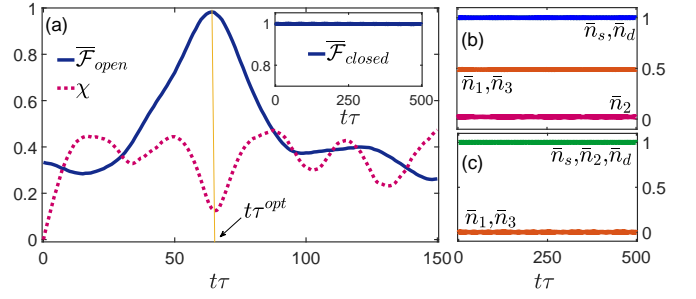 (a)
F̅open
χ
1
0.8
0.6
0.4
0.2
0
0 50 100 150
tτ
tτ^opt
1
0.8
F̅closed
0 250 500
tτ
(b)
n̅s,n̅d
n̅1,n̅3
n̅2
1
0.5
0
(c)
n̅s,n̅2,n̅d
n̅1,n̅3
1
0.5
0
0 250 500
tτ